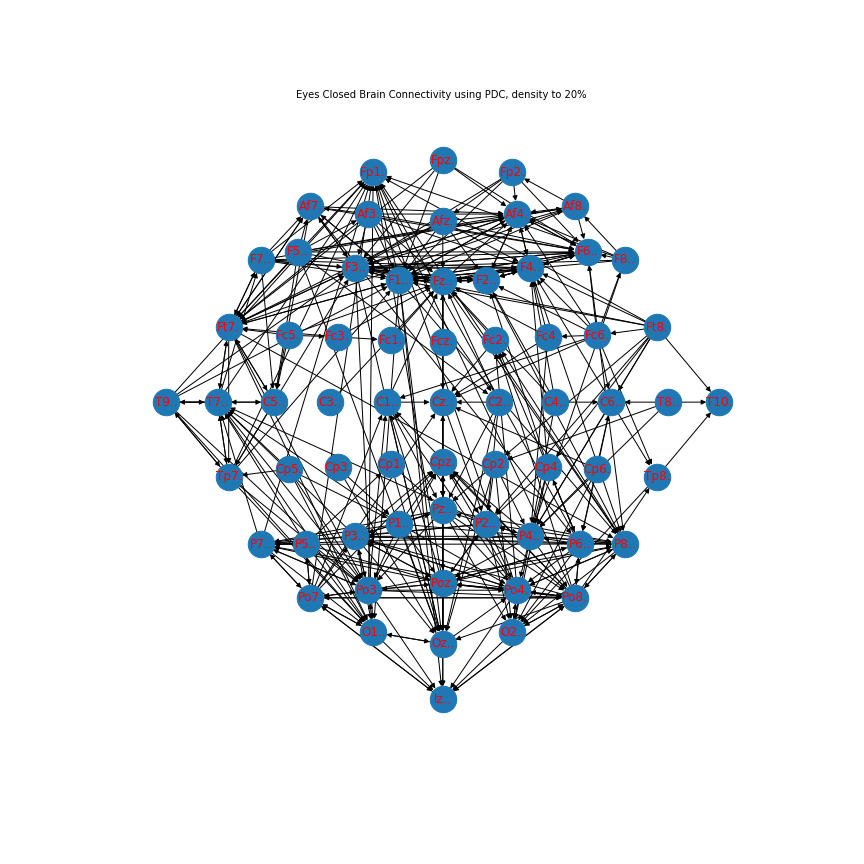 Eyes Closed Brain Connectivity using PDC, density to 20%
Fpz.
Fp1. Fp2.
Af7. Af3. Afz. Af4. Af8.
F7.. F5.. F3.. F1.. Fz.. F2.. F4.. F6.. F8..
Ft7. Fc5. Fc3. Fc1. Fcz. Fc2. Fc4. Fc6. Ft8.
T9.. T7.. C5.. C3.. C1.. Cz.. C2.. C4.. C6.. T8.. T10.
Tp7. Cp5. Cp3. Cp1. Cpz. Cp2. Cp4. Cp6. Tp8.
P7.. P5.. P3.. P1.. Pz.. P2.. P4.. P6.. P8..
Po7. Po3. Poz. Po4. Po8.
O1.. Oz.. O2..
Iz..